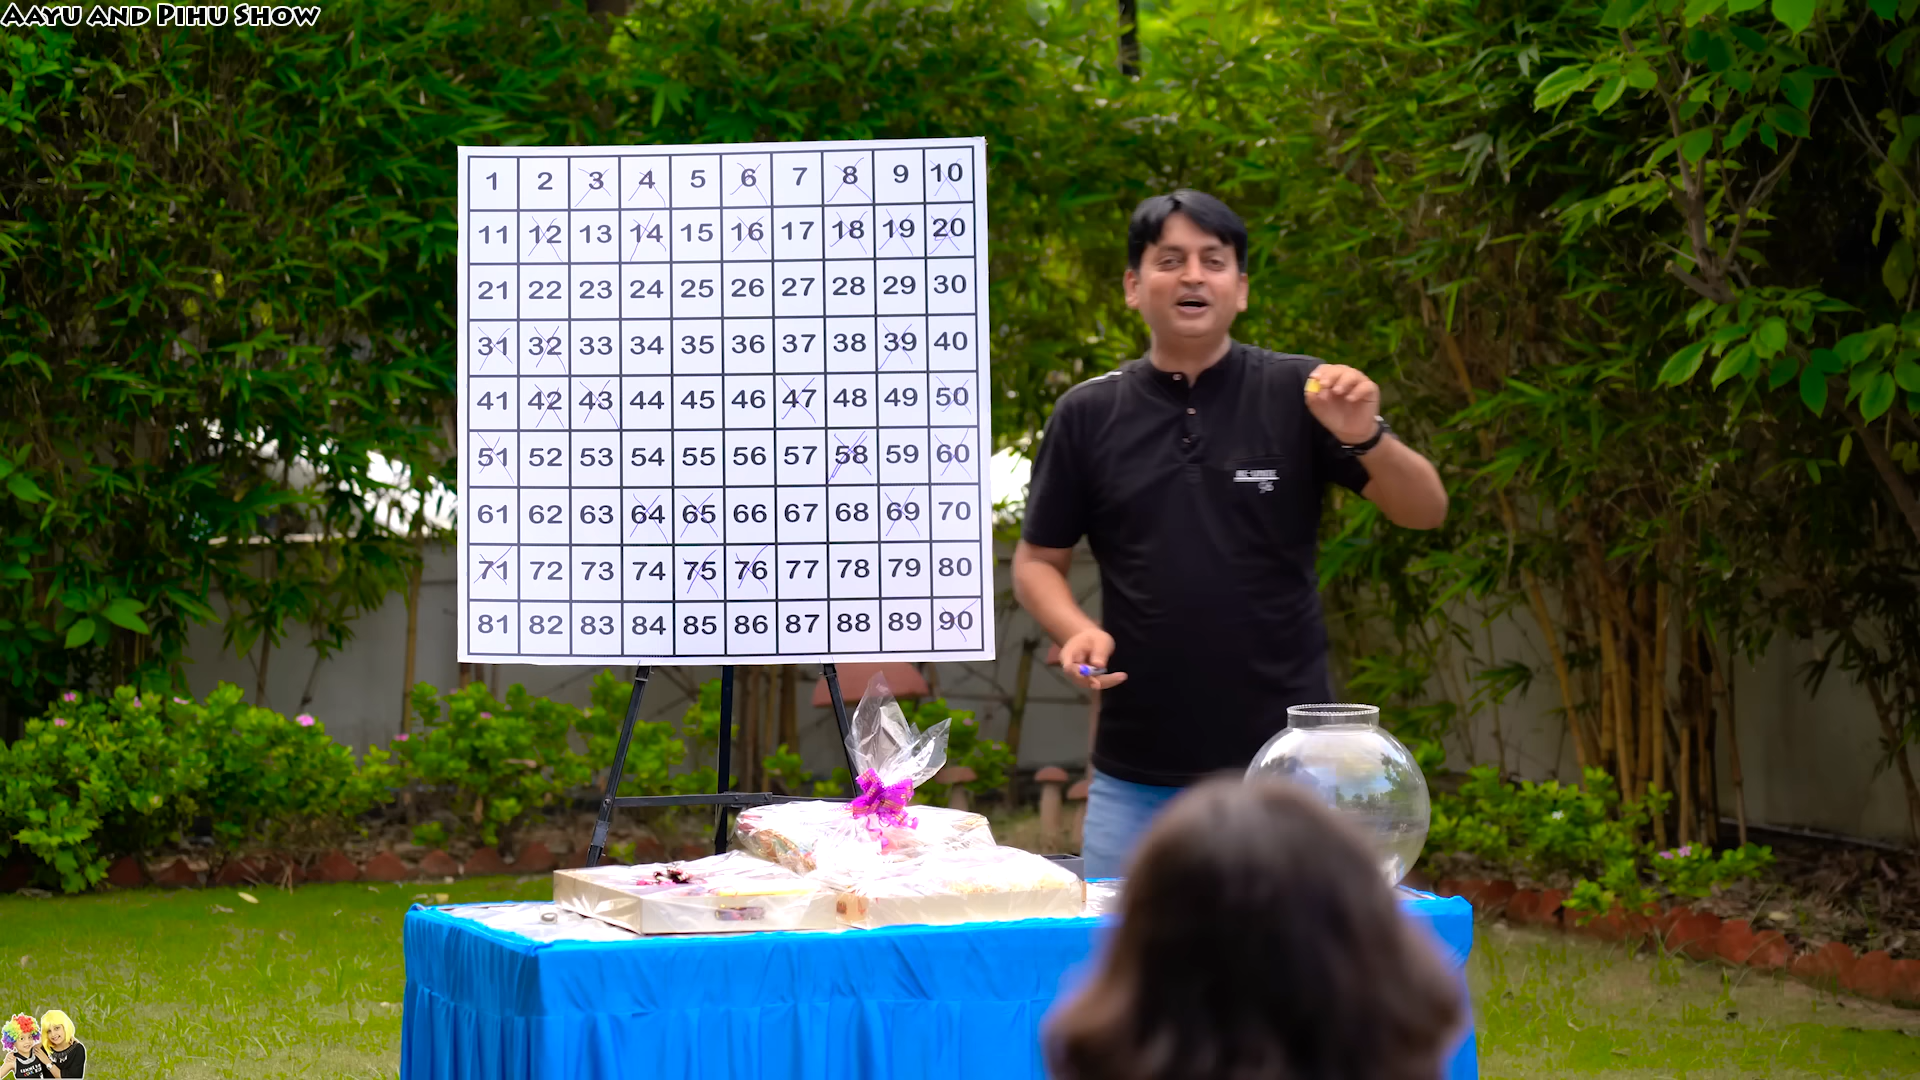 AAYU AND PIHU SHOW
1 2 3 4 5 6 7 8 9 10
11 12 13 14 15 16 17 18 19 20
21 22 23 24 25 26 27 28 29 30
31 32 33 34 35 36 37 38 39 40
41 42 43 44 45 46 47 48 49 50
51 52 53 54 55 56 57 58 59 60
61 62 63 64 65 66 67 68 69 70
71 72 73 74 75 76 77 78 79 80
81 82 83 84 85 86 87 88 89 90